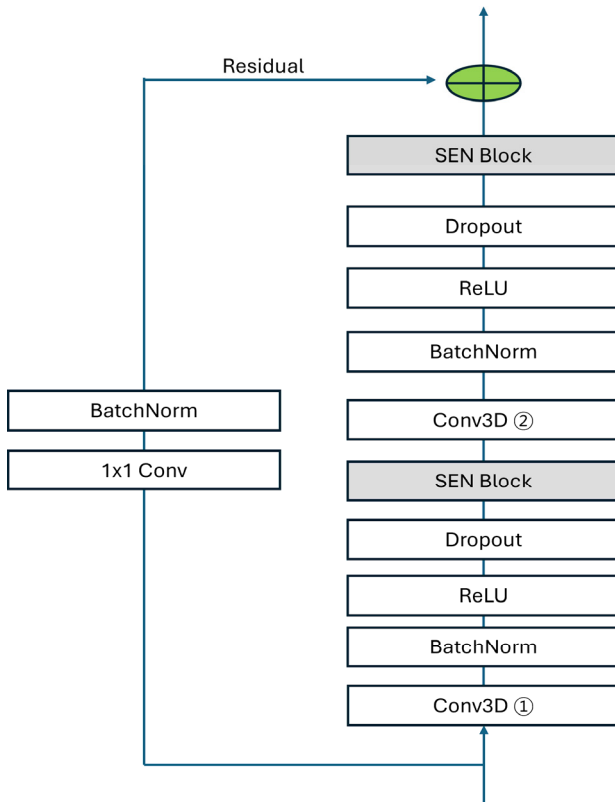 Residual
SEN Block
Dropout
ReLU
BatchNorm
BatchNorm
Conv3D ②
1x1 Conv
SEN Block
Dropout
ReLU
BatchNorm
Conv3D ①